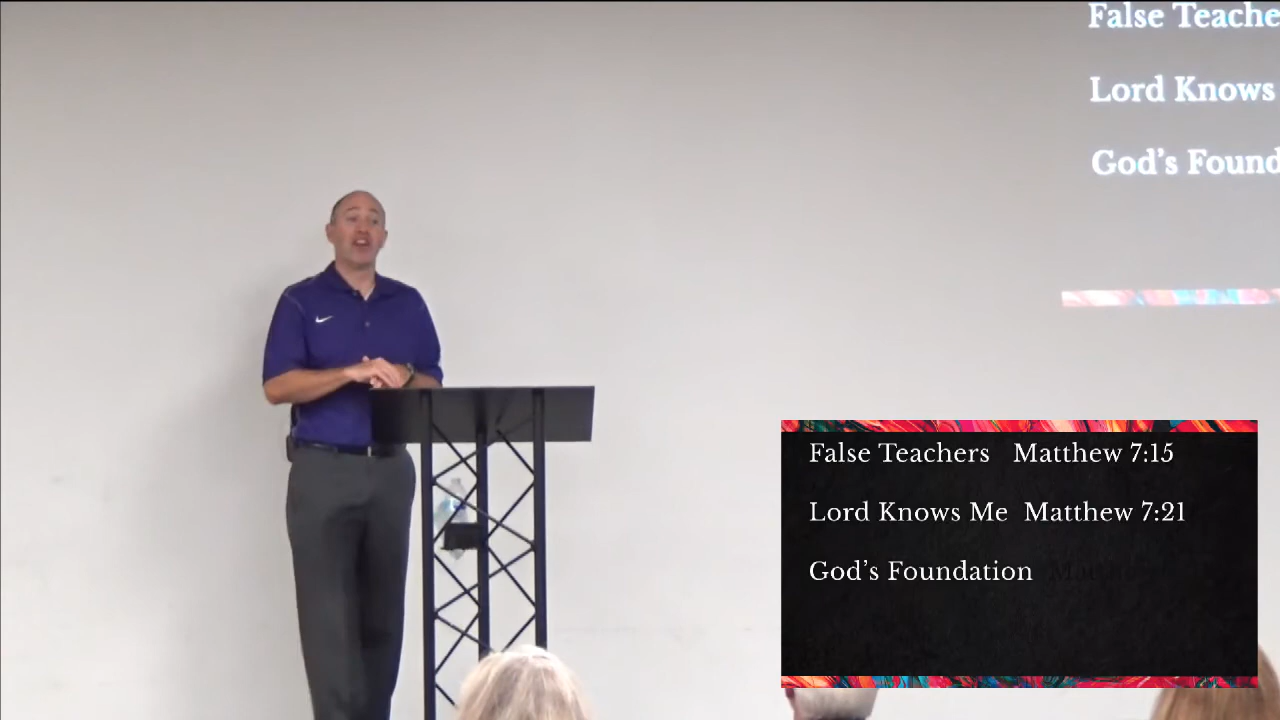 False Teache
Lord Knows
God's Found
False Teachers Matthew 7:15
Lord Knows Me Matthew 7:21
God's Foundation